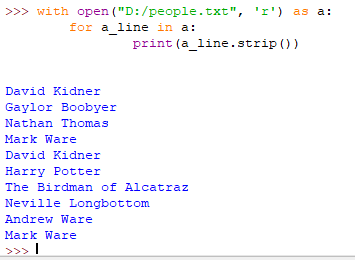 >>> with open("D:/people.txt", 'r') as a:
        for a_line in a:
                print(a_line.strip())

David Kidner
Gaylor Boobyer
Nathan Thomas
Mark Ware
David Kidner
Harry Potter
The Birdman of Alcatraz
Neville Longbottom
Andrew Ware
Mark Ware
>>>